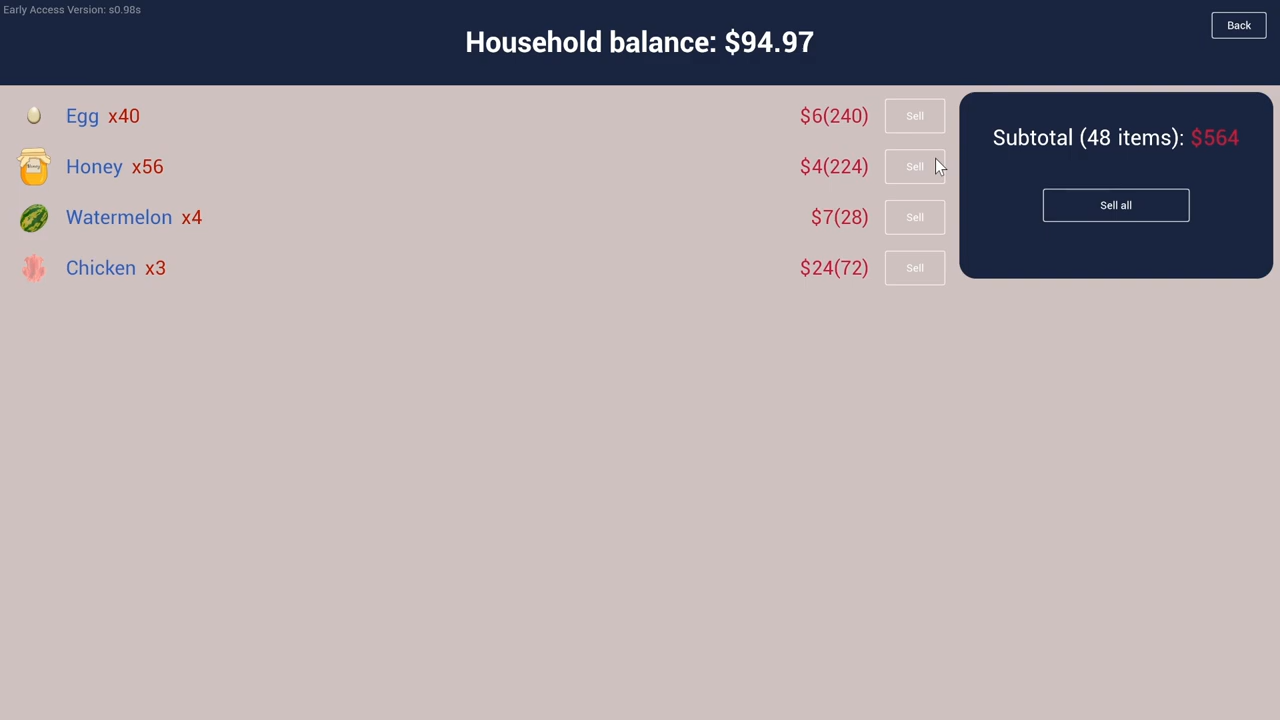 Early Access Version: s0.98s
Back
Household balance: $94.97
Egg x40 $6(240) Sell
Honey x56 $4(224) Sell
Watermelon x4 $7(28) Sell
Chicken x3 $24(72) Sell
Subtotal (48 items): $564
Sell all